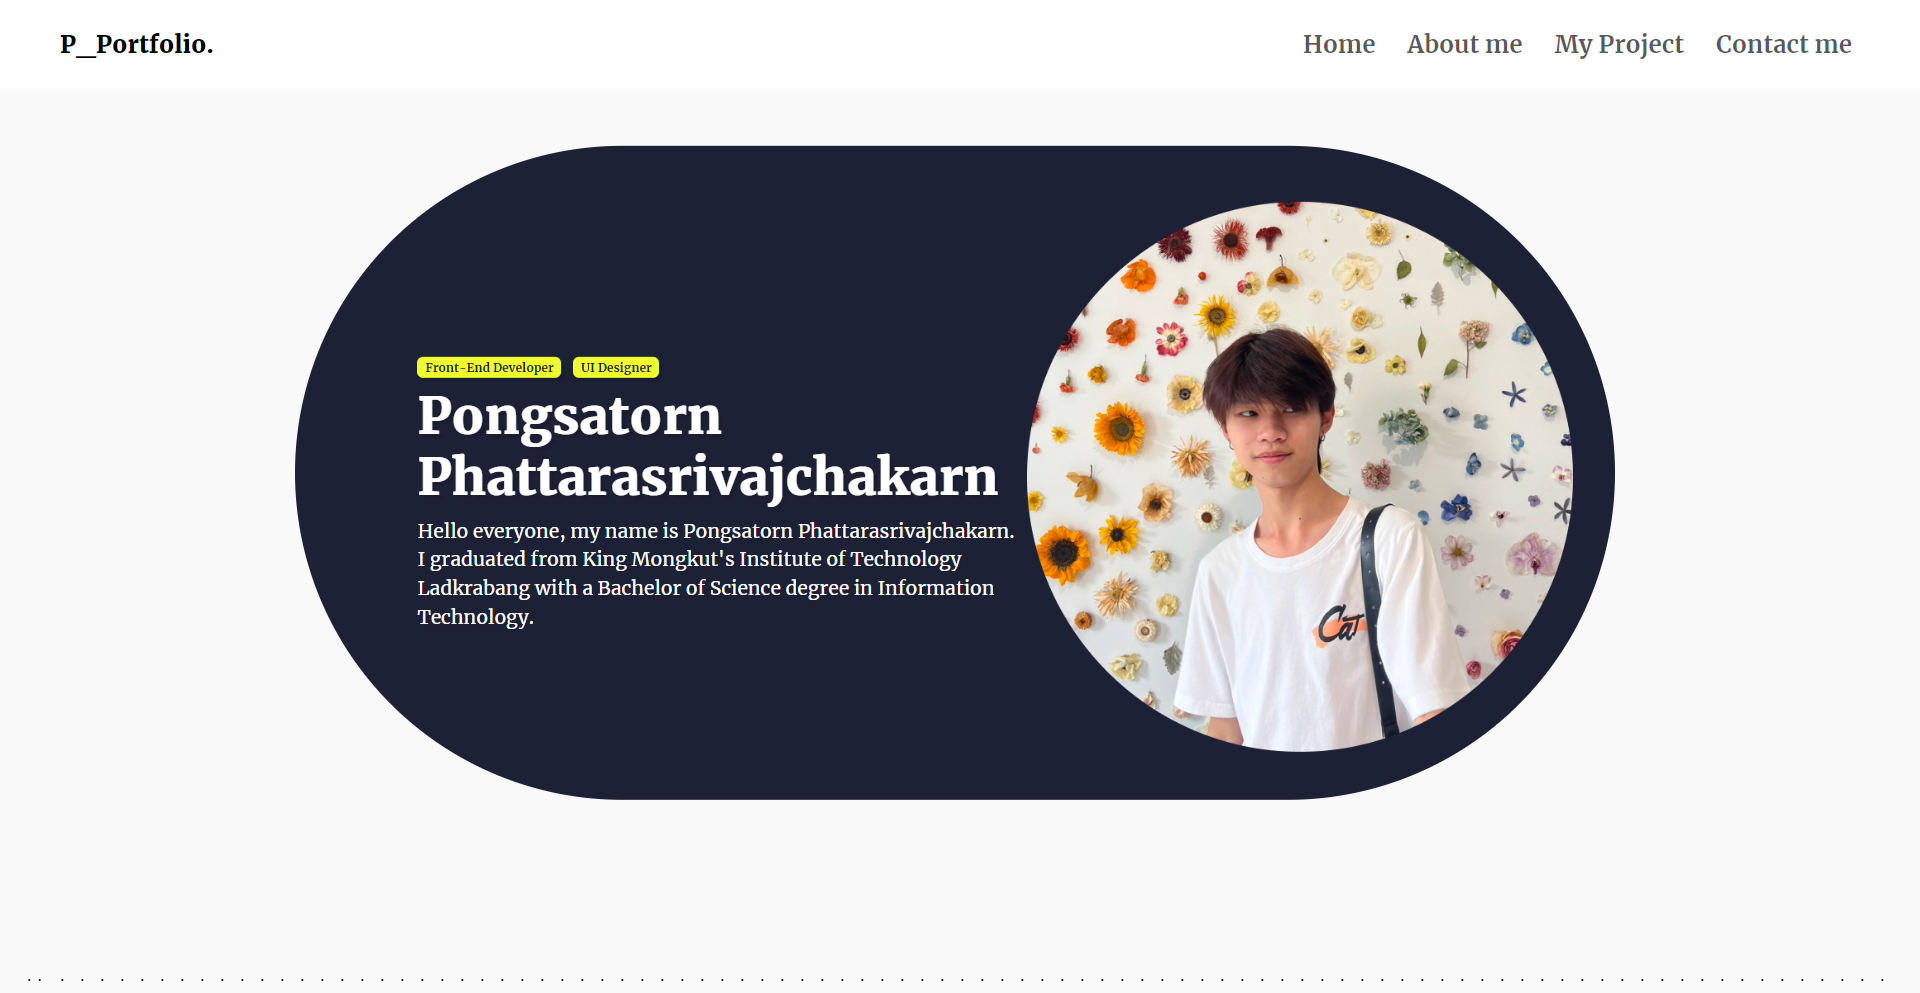 P_Portfolio.
Home About me My Project Contact me
Front-End Developer UI Designer
Pongsatorn
Phattarasrivajchakarn
Hello everyone, my name is Pongsatorn Phattarasrivajchakarn.
I graduated from King Mongkut's Institute of Technology
Ladkrabang with a Bachelor of Science degree in Information
Technology.
Cat